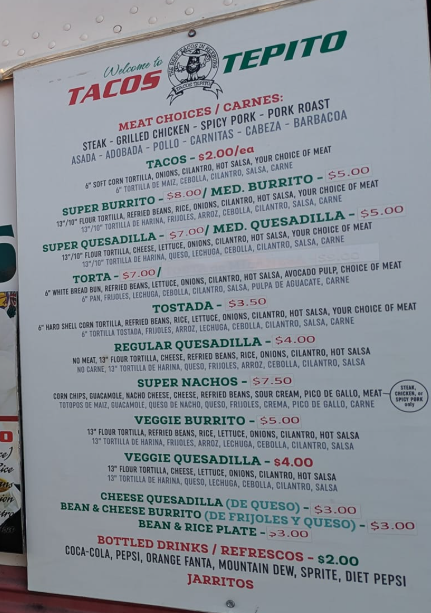 Welcome to
TACOS TEPITO
TACOS TEPITO
MEAT CHOICES / CARNES:
STEAK - GRILLED CHICKEN - SPICY PORK - PORK ROAST
ASADA - ADOBADA - POLLO - CARNITAS - CABEZA - BARBACOA
TACOS - $2.00/ea
6" SOFT CORN TORTILLA, ONIONS, CILANTRO, HOT SALSA, YOUR CHOICE OF MEAT
6" TORTILLA DE MAIZ, CEBOLLA, CILANTRO, SALSA, CARNE
SUPER BURRITO - $8.00/ MED. BURRITO - $5.00
13"/10" FLOUR TORTILLA, REFRIED BEANS, RICE, ONIONS, CILANTRO, HOT SALSA, YOUR CHOICE OF MEAT
13"/10" TORTILLA DE HARINA, FRIJOLES, ARROZ, CEBOLLA, CILANTRO, SALSA, CARNE
SUPER QUESADILLA - $7.00/ MED. QUESADILLA - $5.00
13"/10" FLOUR TORTILLA, CHEESE, LETTUCE, ONIONS, CILANTRO, HOT SALSA, YOUR CHOICE OF MEAT
13"/10" TORTILLA DE HARINA, QUESO, LECHUGA, CEBOLLA, CILANTRO, SALSA, CARNE
TORTA - $7.00/
6" WHITE BREAD BUN, REFRIED BEANS, LETTUCE, ONIONS, CILANTRO, HOT SALSA, AVOCADO PULP, CHOICE OF MEAT
6" PAN, FRIJOLES, LECHUGA, CEBOLLA, CILANTRO, SALSA, PULPA DE AGUACATE, CARNE
TOSTADA - $3.50
6" HARD SHELL CORN TORTILLA, REFRIED BEANS, RICE, LETTUCE, ONIONS, CILANTRO, HOT SALSA, YOUR CHOICE OF MEAT
6" TORTILLA TOSTADA, FRIJOLES, ARROZ, LECHUGA, CEBOLLA, CILANTRO, SALSA, CARNE
REGULAR QUESADILLA - $4.00
NO MEAT, 13" FLOUR TORTILLA, CHEESE, REFRIED BEANS, RICE, ONIONS, CILANTRO, HOT SALSA
NO CARNE, 13" TORTILLA DE HARINA, QUESO, FRIJOLES, ARROZ, CEBOLLA, CILANTRO, SALSA
SUPER NACHOS - $7.50
CORN CHIPS, GUACAMOLE, NACHO CHEESE, CHEESE, REFRIED BEANS, SOUR CREAM, PICO DE GALLO, MEAT
TOTOPOS DE MAIZ, GUACAMOLE, QUESO DE NACHO, QUESO, FRIJOLES, CREMA, PICO DE GALLO, CARNE
STEAK,
CHICKEN, or
SPICY PORK
only
VEGGIE BURRITO - $5.00
13" FLOUR TORTILLA, REFRIED BEANS, RICE, LETTUCE, ONIONS, CILANTRO, HOT SALSA
13" TORTILLA DE HARINA, FRIJOLES, ARROZ, LECHUGA, CEBOLLA, CILANTRO, SALSA
VEGGIE QUESADILLA - $4.00
13" FLOUR TORTILLA, CHEESE, LETTUCE, ONIONS, CILANTRO, HOT SALSA
13" TORTILLA DE HARINA, QUESO, LECHUGA, CEBOLLA, CILANTRO, SALSA
CHEESE QUESADILLA (DE QUESO) - $3.00
BEAN & CHEESE BURRITO (DE FRIJOLES Y QUESO) - $3.00
BEAN & RICE PLATE - $3.00
BOTTLED DRINKS / REFRESCOS - $2.00
COCA-COLA, PEPSI, ORANGE FANTA, MOUNTAIN DEW, SPRITE, DIET PEPSI
JARRITOS